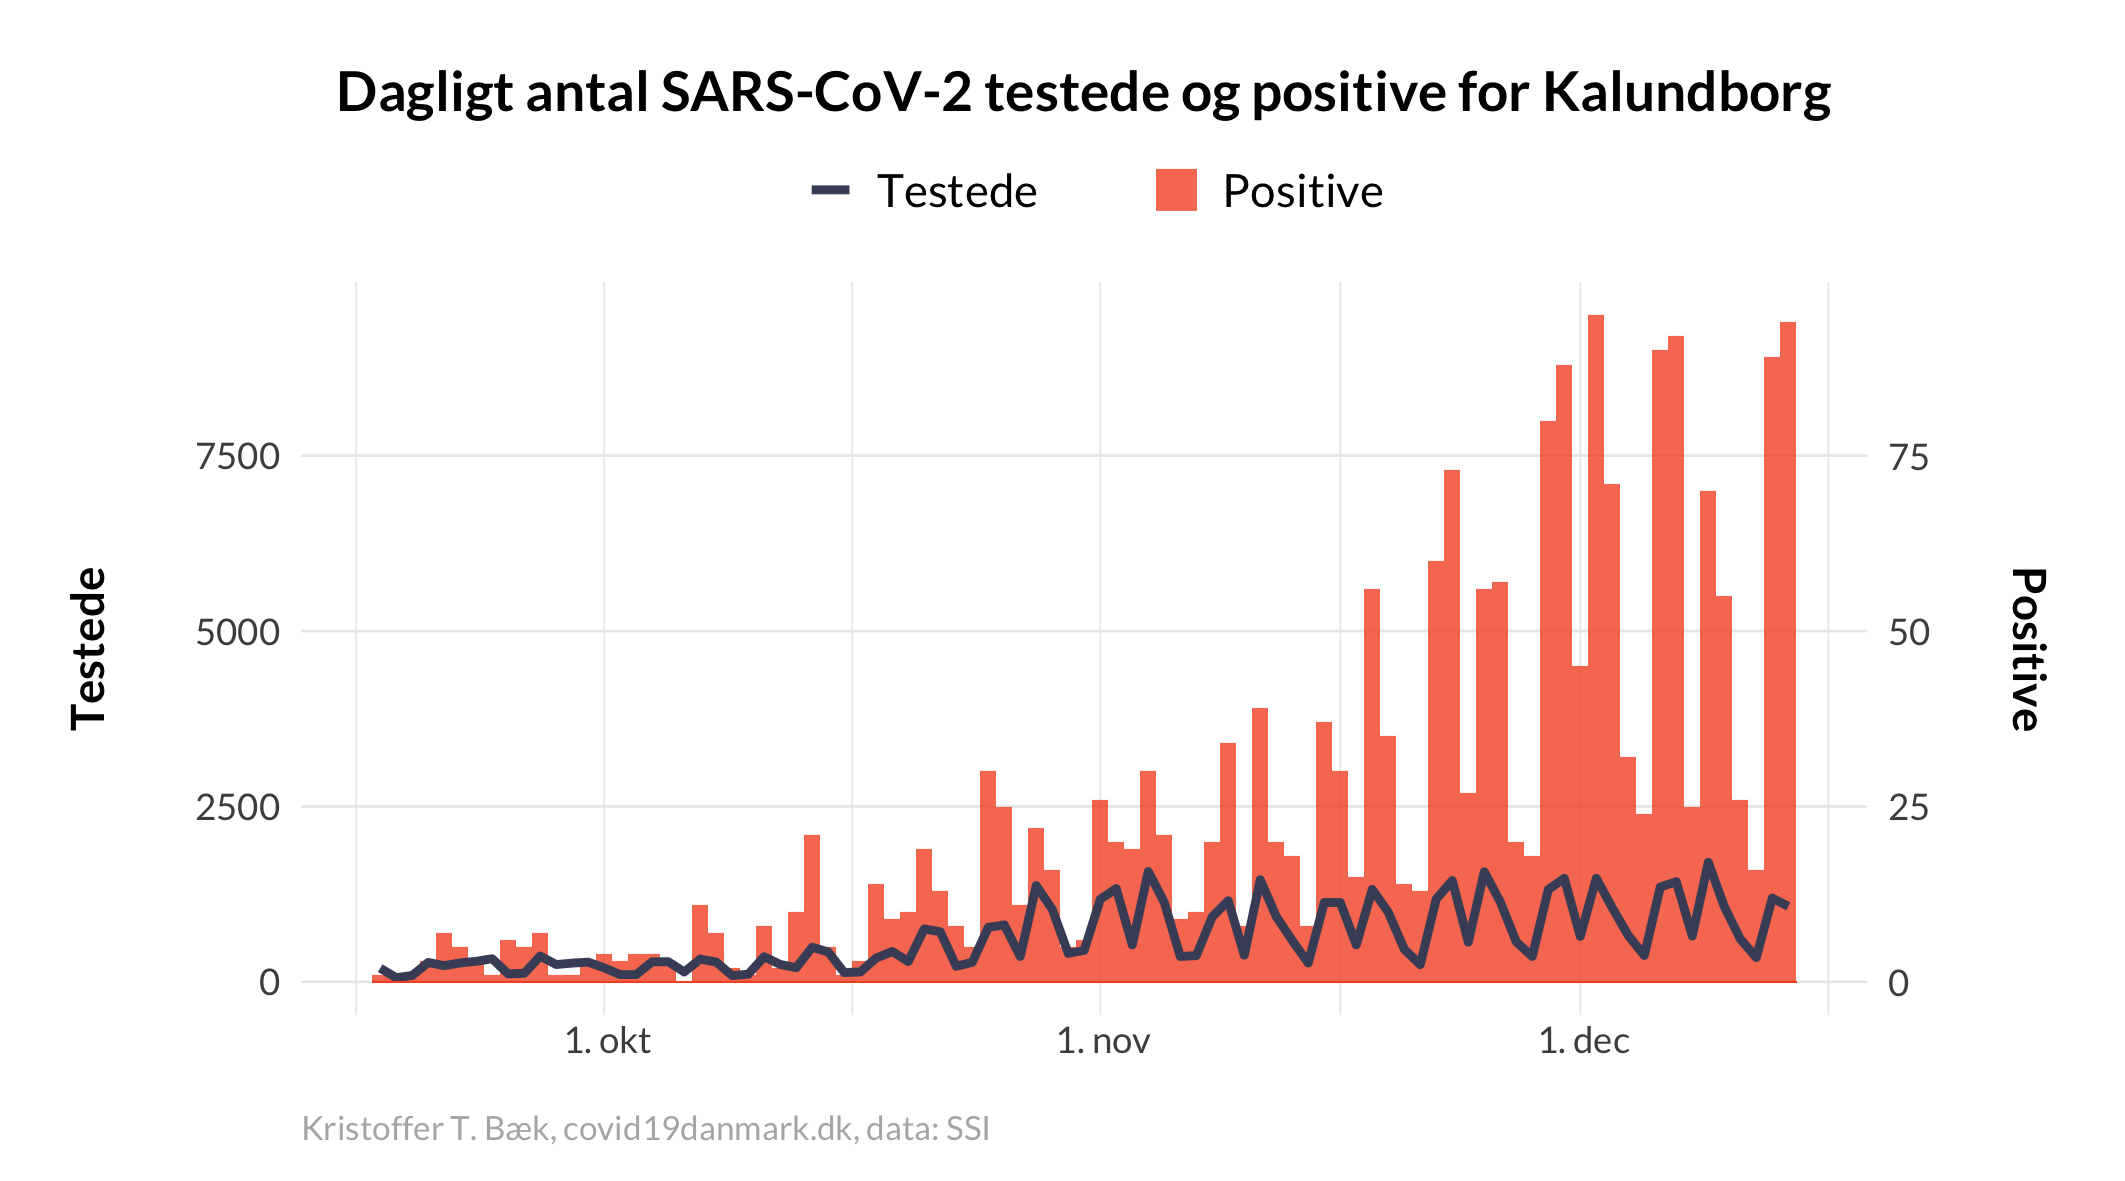 Dagligt antal SARS-CoV-2 testede og positive for Kalundborg
Testede
Positive
7500
5000
2500
0
75
50
25
0
Testede
Positive
1. okt
1. nov
1. dec
Kristoffer T. Bæk, covid19danmark.dk, data: SSI